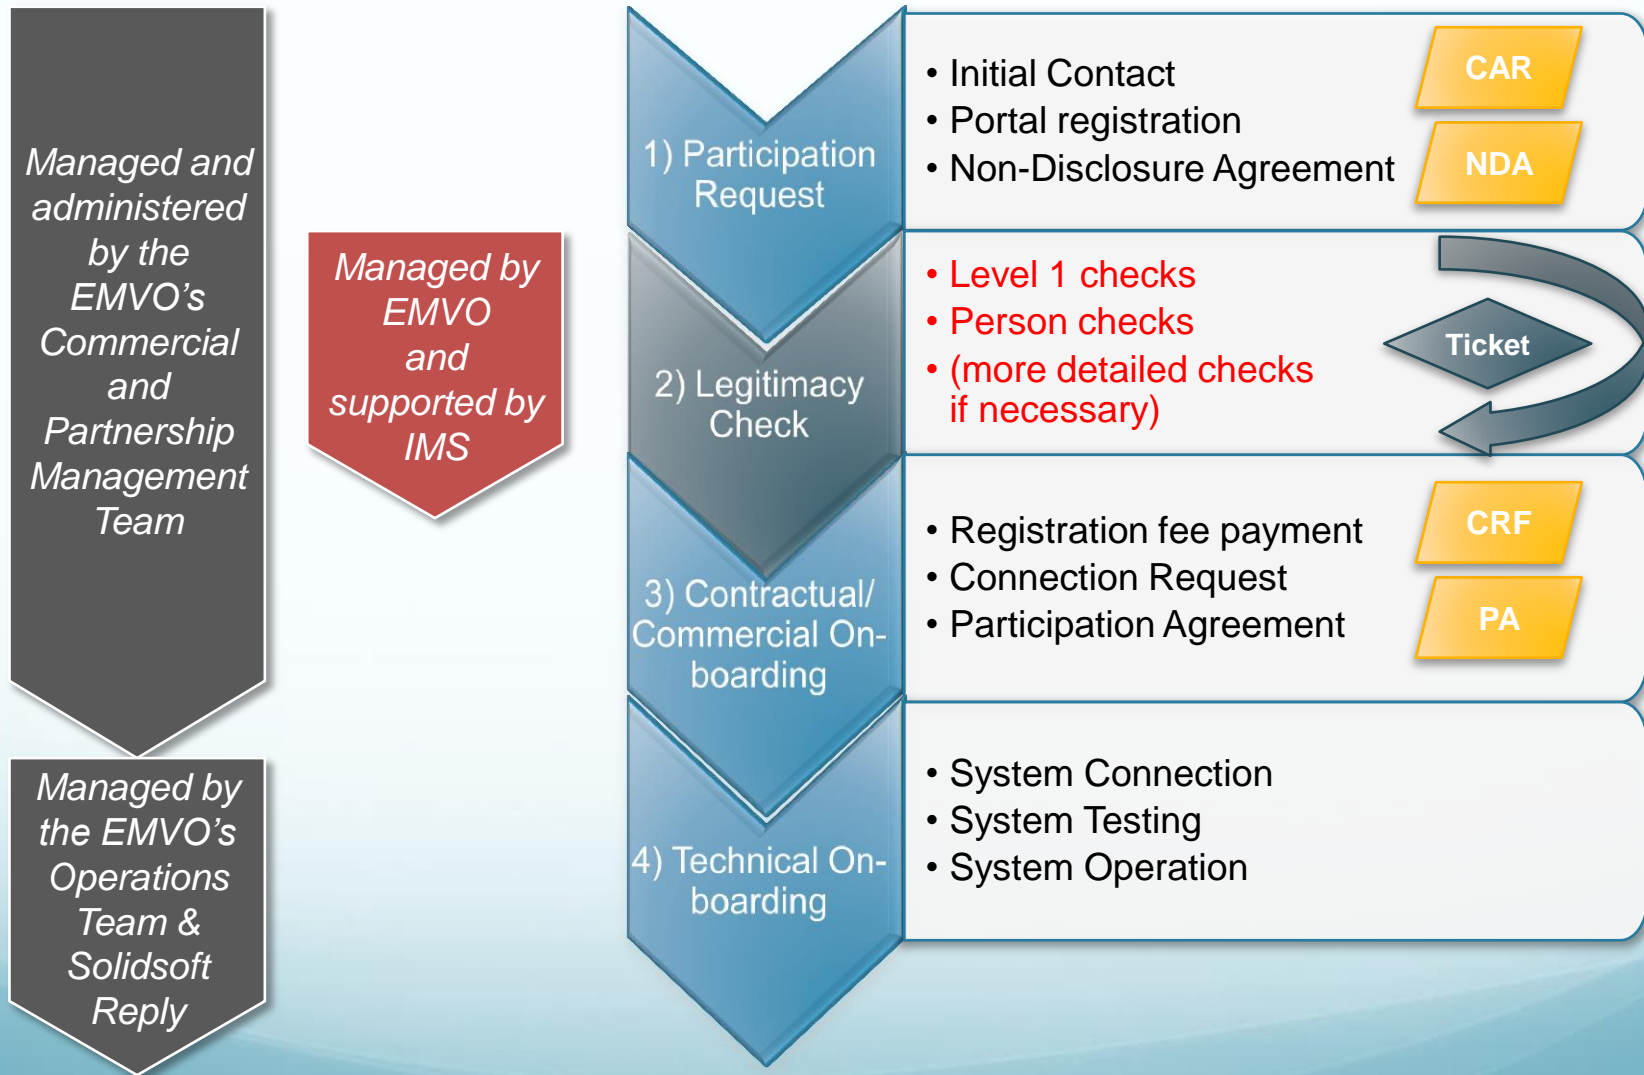 Managed and
administered
by the
EMVO’s
Commercial
and
Partnership
Management
Team
Managed by
the EMVO’s
Operations
Team &
Solidsoft
Reply
Managed by
EMVO
and
supported by
IMS
1) Participation
Request
• Initial Contact
• Portal registration
• Non-Disclosure Agreement
CAR
NDA
2) Legitimacy
Check
• Level 1 checks
• Person checks
• (more detailed checks
if necessary)
Ticket
3) Contractual/
Commercial On-
boarding
• Registration fee payment
• Connection Request
• Participation Agreement
CRF
PA
4) Technical On-
boarding
• System Connection
• System Testing
• System Operation